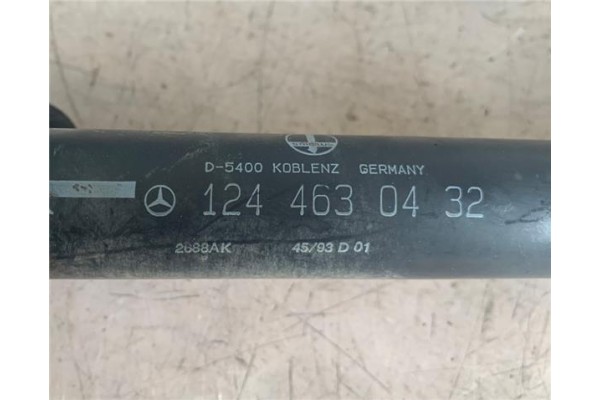 D-5400 KOBLENZ GERMANY
124 463 04 32
2688AK 45/93 D 01